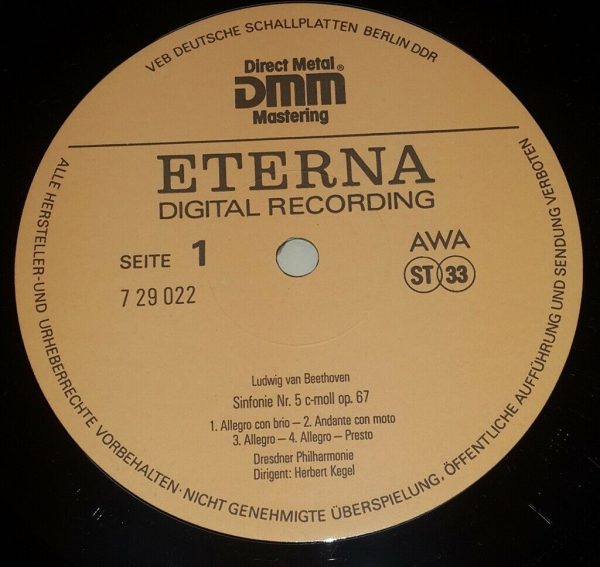 VEB DEUTSCHE SCHALLPLATTEN BERLIN DDR
Direct Metal®
DMM
Mastering
ETERNA
DIGITAL RECORDING
SEITE 1
7 29 022
AWA
ST 33
Ludwig van Beethoven
Sinfonie Nr. 5 c-moll op. 67
1. Allegro con brio – 2. Andante con moto
3. Allegro – 4. Allegro – Presto
Dresdner Philharmonie
Dirigent: Herbert Kegel
ALLE HERSTELLER-UND URHEBERRECHTE VORBEHALTEN·NICHT GENEHMIGTE ÜBERSPIELUNG, ÖFFENTLICHE AUFFÜHRUNG UND SENDUNG VERBOTEN